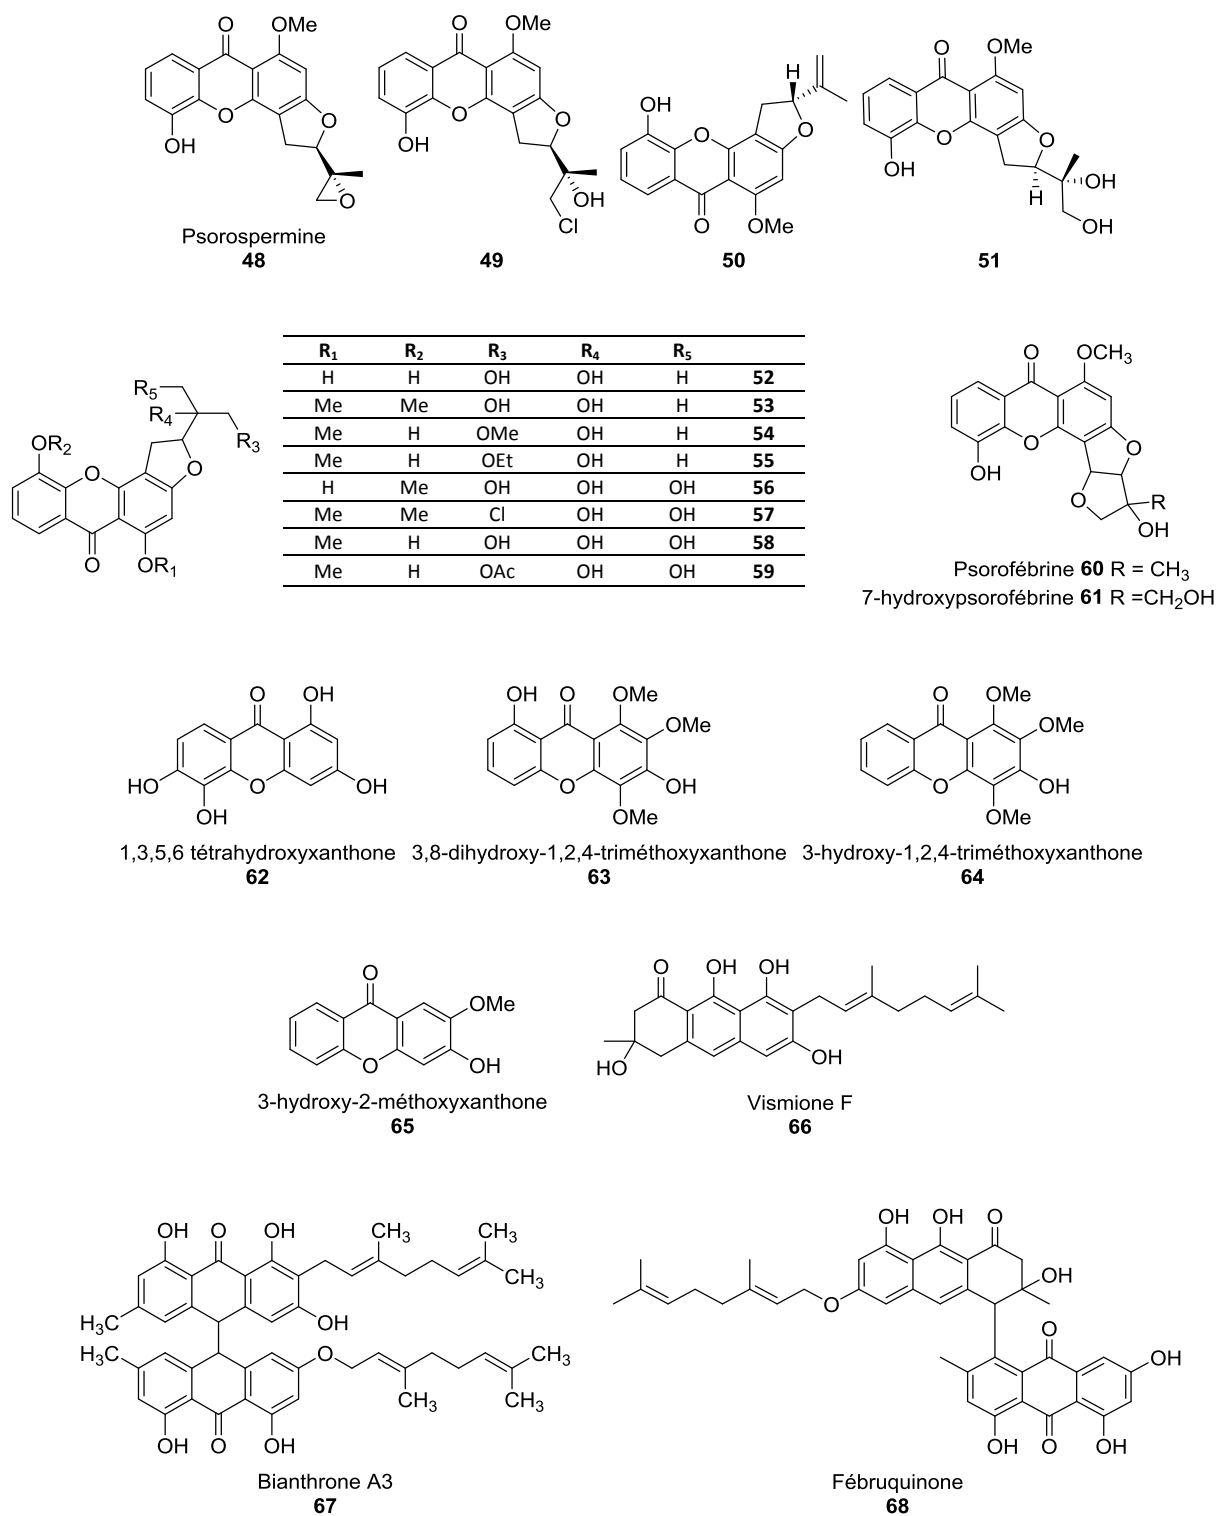 O OMe O OMe O OMe
H
OH
O O O O O
O O
OH OH OH
O OH OH
O Cl O OMe H OH
Psorospermine
48 49 50 51
R1 R2 R3 R4 R5
H H OH OH H 52
Me Me OH OH H 53
Me H OMe OH H 54
Me H OEt OH H 55
H Me OH OH OH 56
Me Me Cl OH OH 57
Me H OH OH OH 58
Me H OAc OH OH 59
R5
R4
OR2 R3
O O
O OR1
O OCH3
O O
OH
O R
OH
Psorofébrine 60 R = CH3
7-hydroxypsorofébrine 61 R =CH2OH
O OH OH O OMe O OMe
OMe OMe
HO O OH O OH O OH
OH OMe OMe
1,3,5,6 tétrahydroxyxanthone 3,8-dihydroxy-1,2,4-triméthoxyxanthone 3-hydroxy-1,2,4-triméthoxyxanthone
62 63 64
O O OH OH
OMe
O OH HO OH
3-hydroxy-2-méthoxyxanthone Vismione F
65 66
OH O OH CH3 CH3
CH3
H3C OH
H3C O CH3
CH3 CH3
OH O OH
OH OH O
OH
O
O
OH
OH O OH
Bianthrone A3 Fébruquinone
67 68